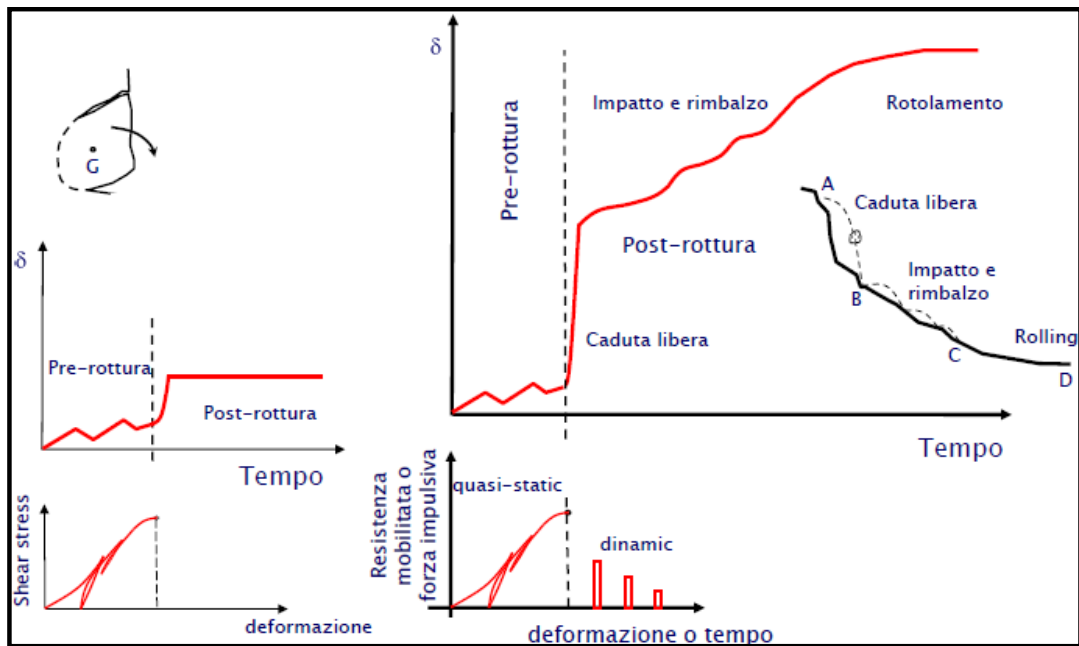 G
δ
Pre-rottura
Post-rottura
Tempo
Shear stress
deformazione
δ
Pre-rottura
Impatto e rimbalzo
Rotolamento
Post-rottura
Caduta libera
Tempo
A
Caduta libera
Impatto e
rimbalzo
B
C
Rolling
D
Resistenza
mobilitata o
forza impulsiva
quasi-static
dinamic
deformazione o tempo